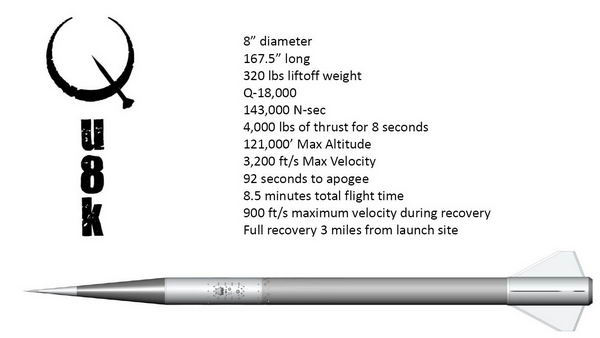 Q
u
8
k
8” diameter
167.5” long
320 lbs liftoff weight
Q-18,000
143,000 N-sec
4,000 lbs of thrust for 8 seconds
121,000’ Max Altitude
3,200 ft/s Max Velocity
92 seconds to apogee
8.5 minutes total flight time
900 ft/s maximum velocity during recovery
Full recovery 3 miles from launch site